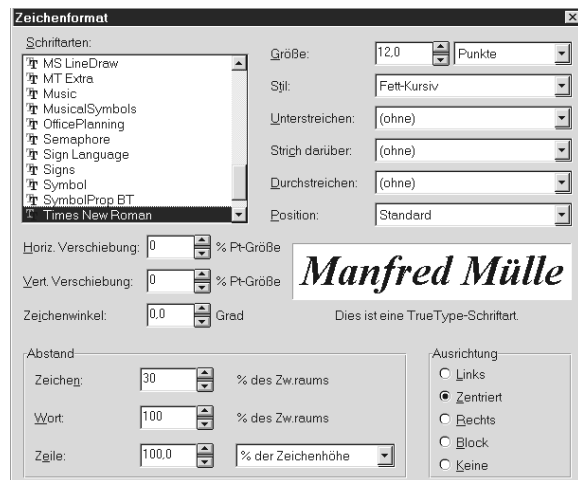 Zeichenformat
Schriftarten:
MS LineDraw
MT Extra
Music
MusicalSymbols
OfficePlanning
Semaphore
Sign Language
Signs
Symbol
SymbolProp BT
Times New Roman
Größe: 12,0 Punkte
Stil: Fett-Kursiv
Unterstreichen: (ohne)
Strich darüber: (ohne)
Durchstreichen: (ohne)
Position: Standard
Horiz. Verschiebung: 0 % Pt-Größe
Vert. Verschiebung: 0 % Pt-Größe
Zeichenwinkel: 0,0 Grad
Manfred Mülle
Dies ist eine TrueType-Schriftart.
Abstand
Zeichen: 30 % des Zw.raums
Wort: 100 % des Zw.raums
Zeile: 100,0 % der Zeichenhöhe
Ausrichtung
Links
Zentriert
Rechts
Block
Keine